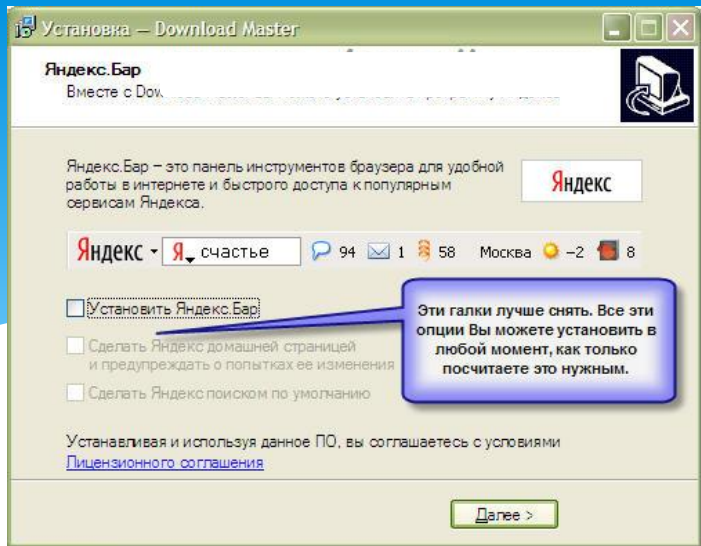 Установка — Download Master
Яндекс.Бар
Вместе с
Яндекс.Бар – это панель инструментов браузера для удобной
работы в интернете и быстрого доступа к популярным
сервисам Яндекса.
Яндекс
Яндекс Я счастье 94 1 58 Москва -2 8
Установить Яндекс.Бар
Сделать Яндекс домашней страницей
и предупреждать о попытках ее изменения
Сделать Яндекс поиском по умолчанию
Эти галки лучше снять. Все эти
опции Вы можете установить в
любой момент, как только
посчитаете это нужным.
Устанавливая и используя данное ПО, вы соглашаетесь с условиями
Лицензионного соглашения
Далее >